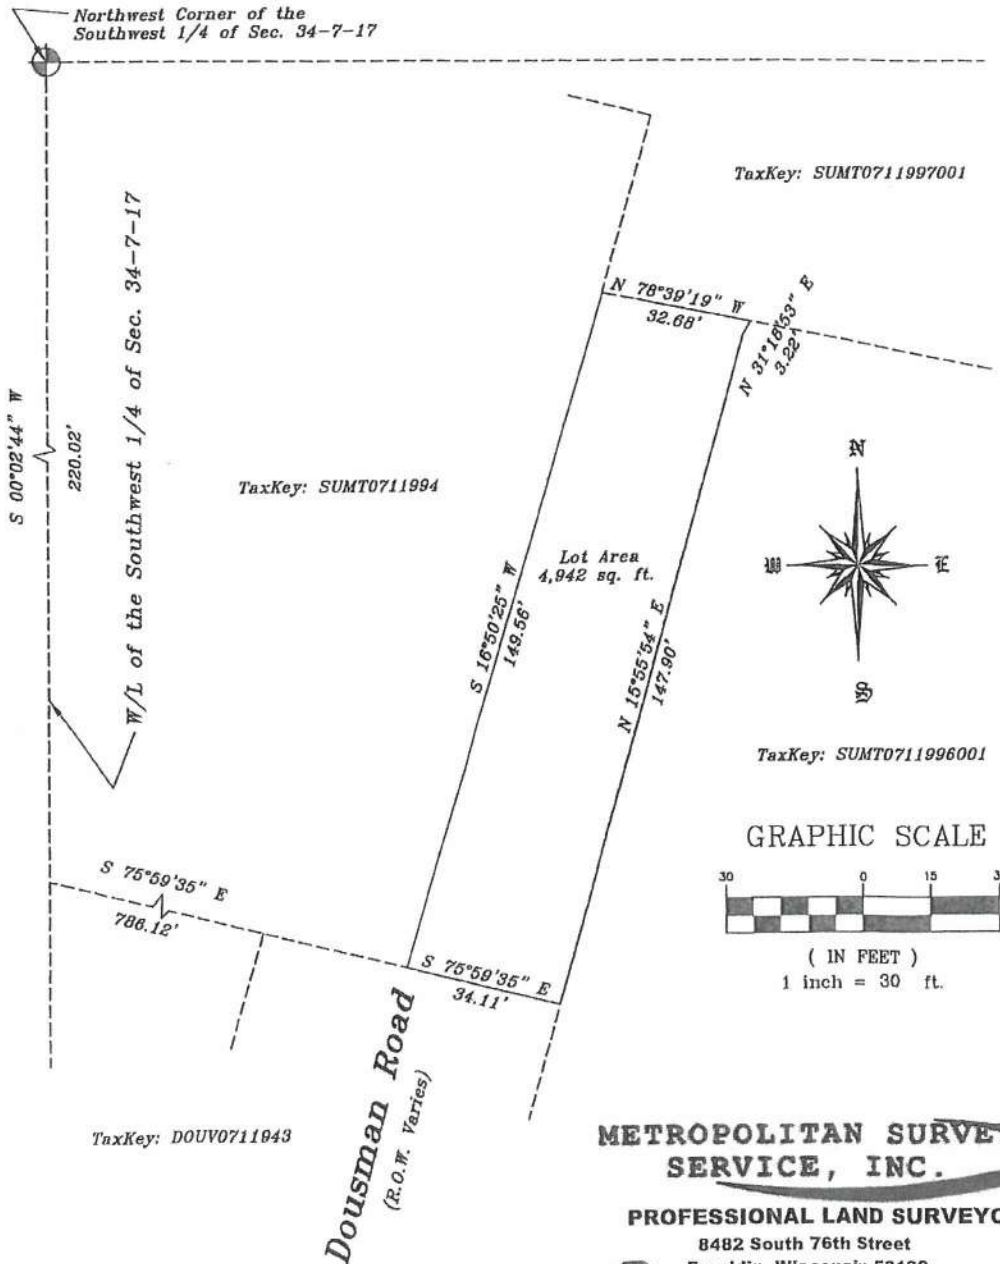 Northwest Corner of the
Southwest 1/4 of Sec. 34-7-17
TaxKey: SUMT0711997001
S 00°02'44" W
220.02'
W/L of the Southwest 1/4 of Sec. 34-7-17
N 78°39'19" W
32.68'
N 31°18'53" E
3.22'
TaxKey: SUMT0711994
N
W
E
S
Lot Area
4,942 sq. ft.
S 16°50'25" W
149.56'
N 15°55'54" E
147.90'
TaxKey: SUMT0711996001
GRAPHIC SCALE
30 0 15
( IN FEET )
1 inch = 30 ft.
S 75°59'35" E
786.12'
S 75°59'35" E
34.11'
Dousman Road
(R.O.W. Varies)
TaxKey: DOUV0711943
METROPOLITAN SURVE
SERVICE, INC.
PROFESSIONAL LAND SURVEYO
8482 South 76th Street